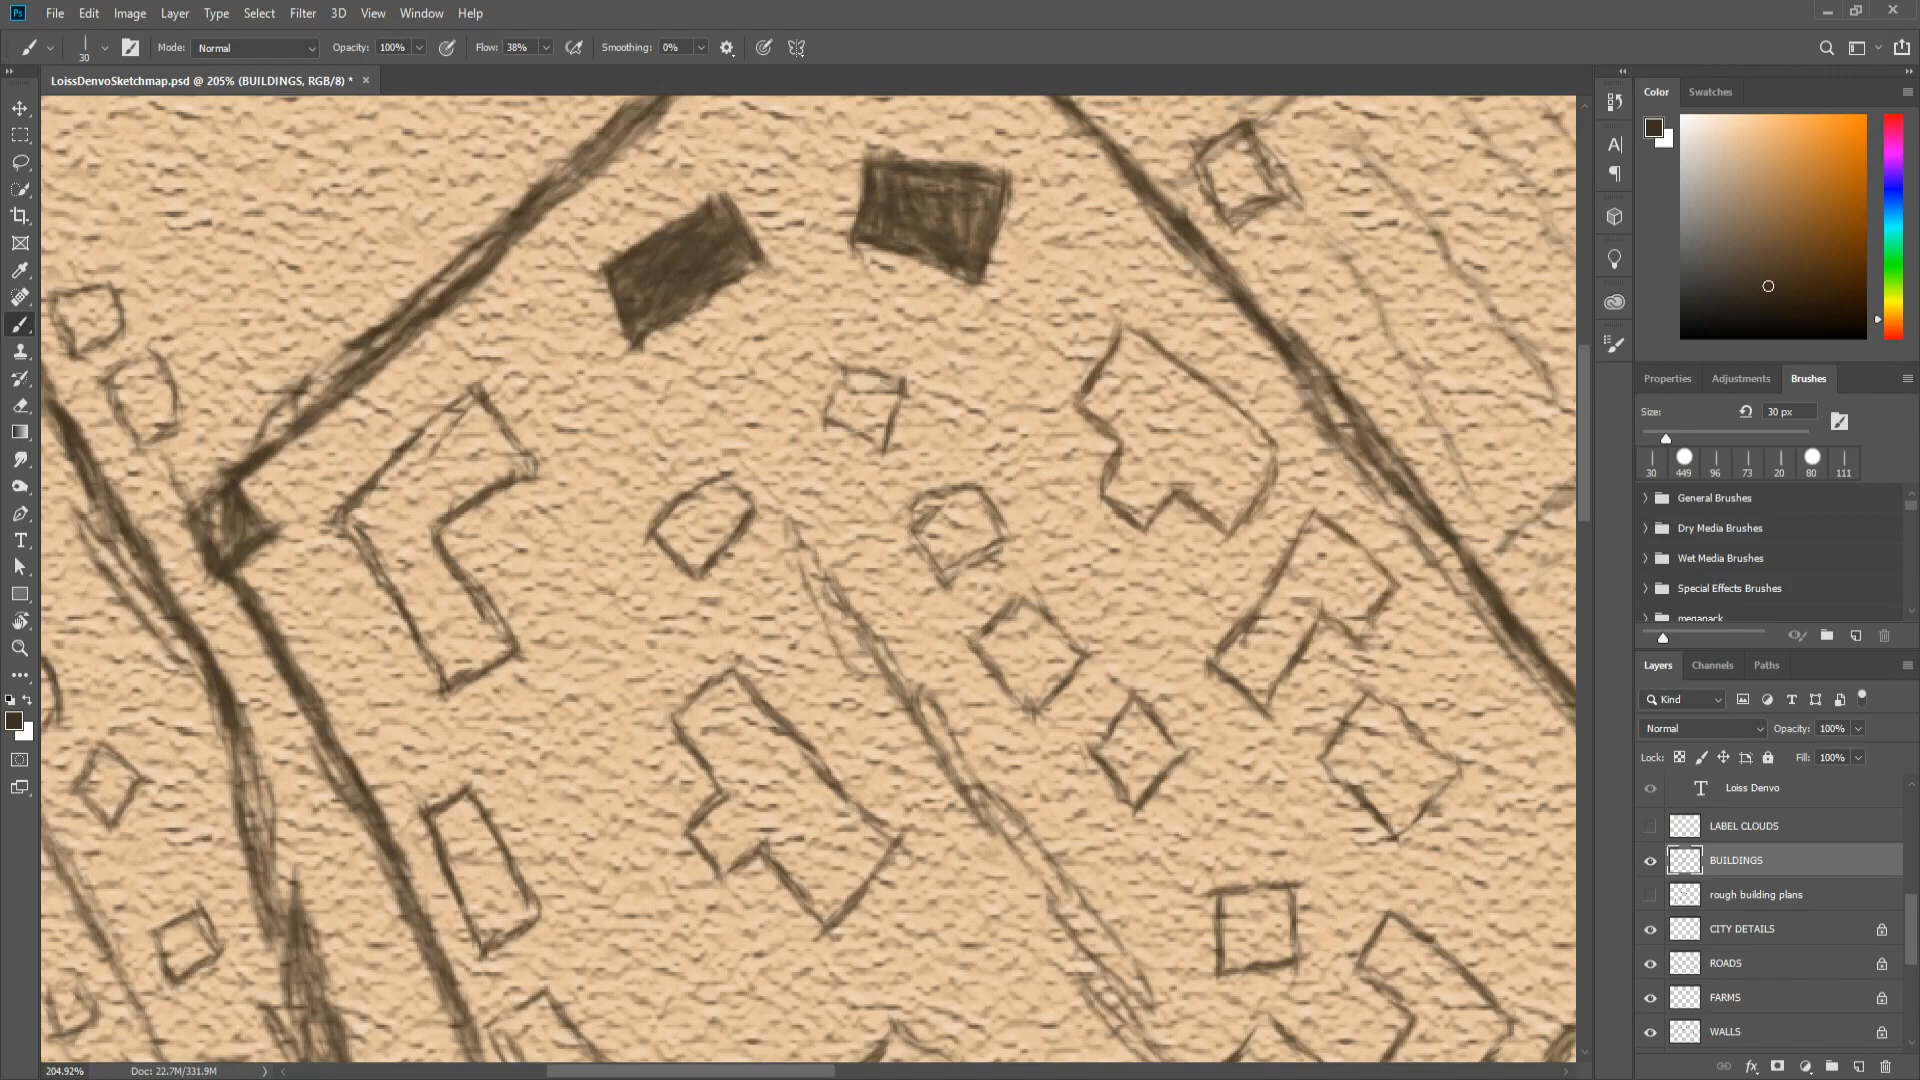 Ps File Edit Image Layer Type Select Filter 3D View Window Help
30 Mode: Normal Opacity: 100% Flow: 38% Smoothing: 0%
LoissDenvoSketchmap.psd @ 205% (BUILDINGS, RGB/8) *
Color Swatches
Properties Adjustments Brushes
Size: 30 px
30 449 96 73 20 80 111
General Brushes
Dry Media Brushes
Wet Media Brushes
Special Effects Brushes
megapack
Layers Channels Paths
Kind
Normal Opacity: 100%
Lock: Fill: 100%
Loiss Denvo
LABEL CLOUDS
BUILDINGS
rough building plans
CITY DETAILS
ROADS
FARMS
WALLS
204.92% Doc: 22.7M/331.9M